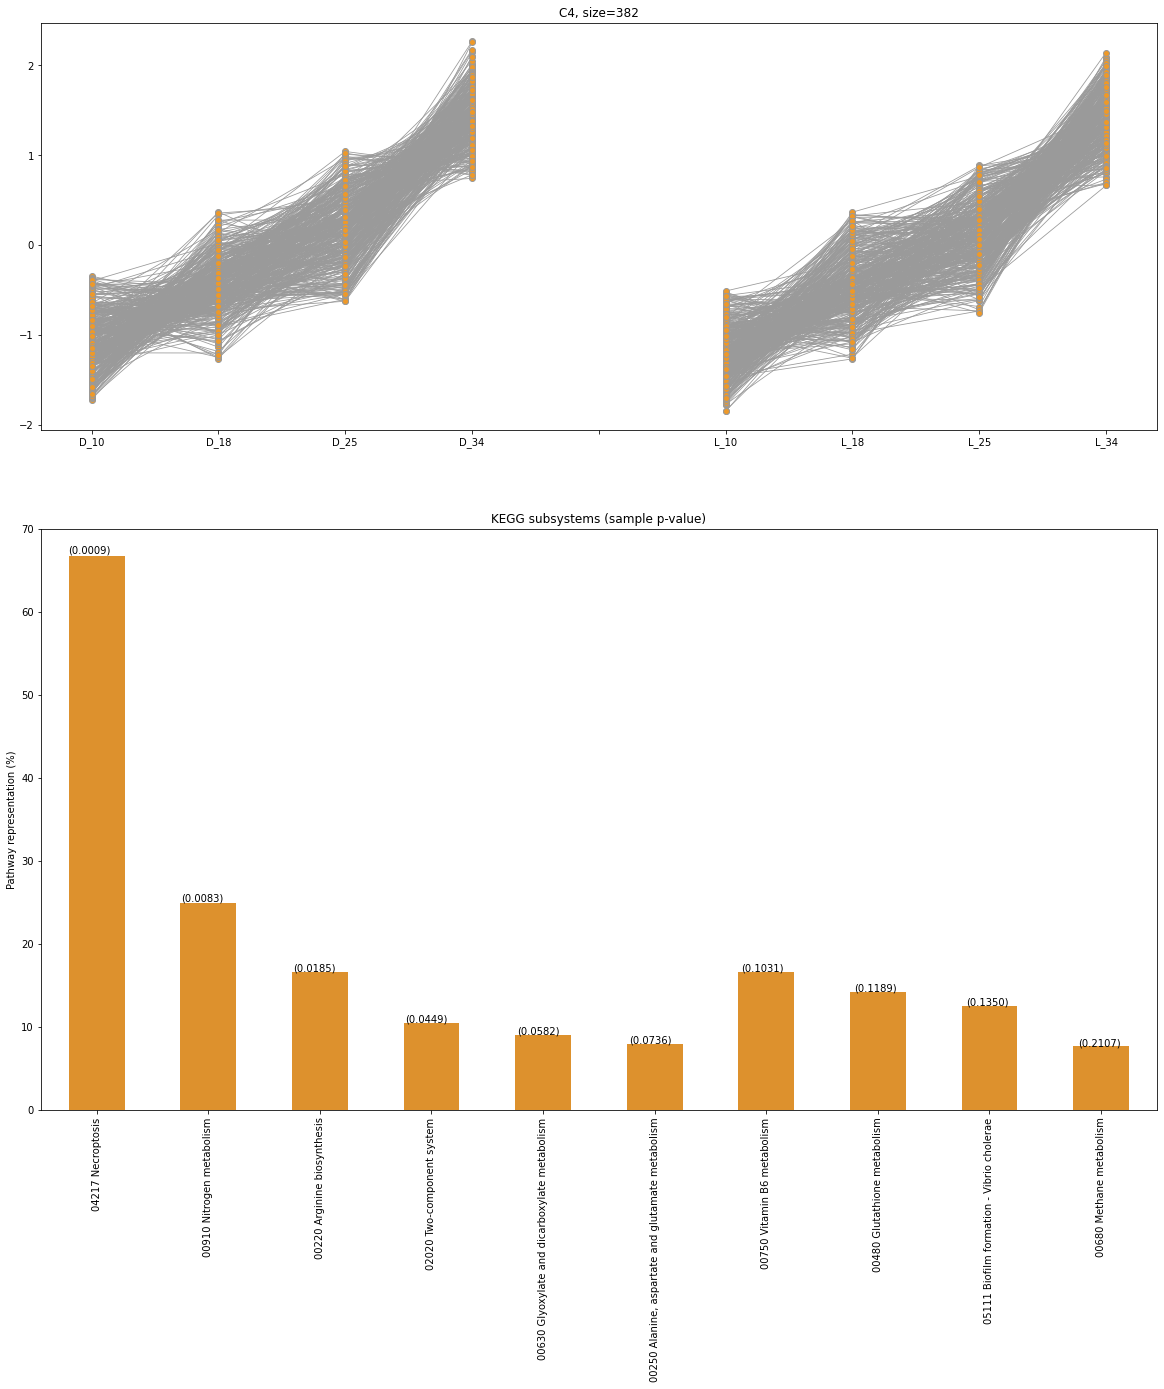 C4, size=382
2
1
0
−1
−2
D_10
D_18
D_25
D_34
L_10
L_18
L_25
L_34
KEGG subsystems (sample p-value)
Pathway representation (%)
70
60
50
40
30
20
10
0
(0.0009)
(0.0083)
(0.0185)
(0.0449)
(0.0582)
(0.0736)
(0.1031)
(0.1189)
(0.1350)
(0.2107)
04217 Necroptosis
00910 Nitrogen metabolism
00220 Arginine biosynthesis
02020 Two-component system
00630 Glyoxylate and dicarboxylate metabolism
00250 Alanine, aspartate and glutamate metabolism
00750 Vitamin B6 metabolism
00480 Glutathione metabolism
05111 Biofilm formation - Vibrio cholerae
00680 Methane metabolism